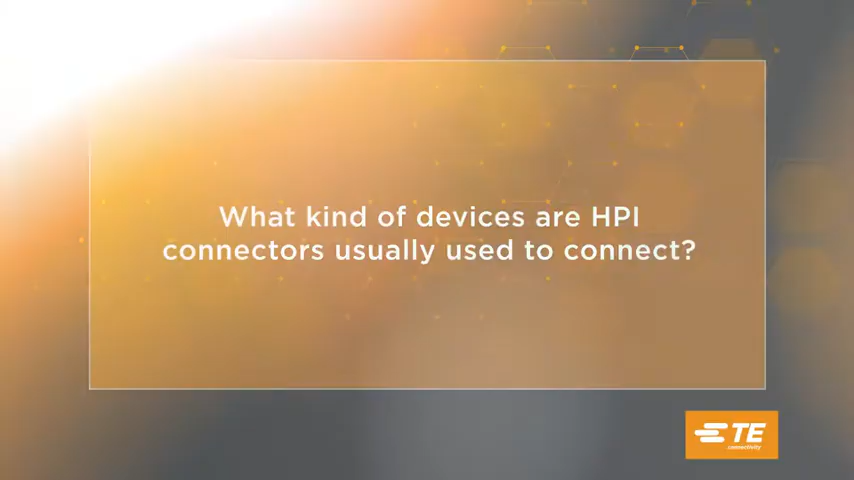 What kind of devices are HPI
connectors usually used to connect?
TE
connectivity